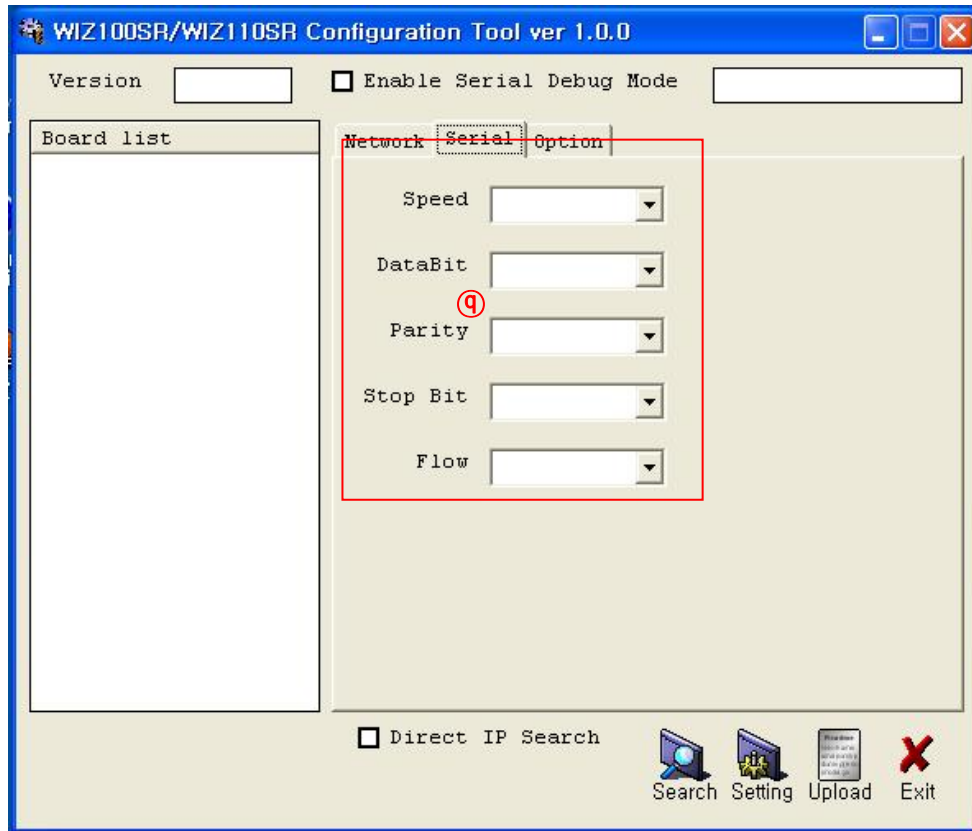 WIZ100SR/WIZ110SR Configuration Tool ver 1.0.0
Version
Enable Serial Debug Mode
Board list
Network Serial Option
Speed
DataBit
ⓠ
Parity
Stop Bit
Flow
Direct IP Search
Search Setting Upload Exit